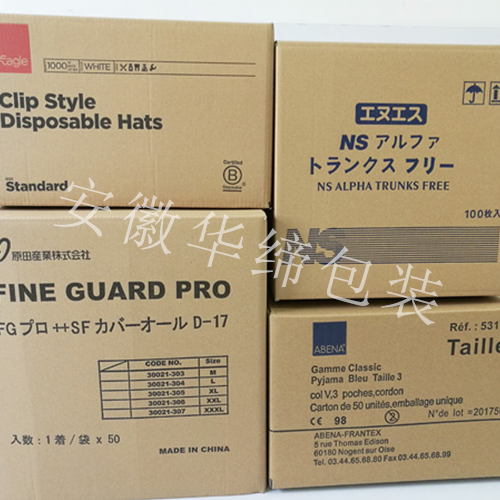 Eagle
1000 WHITE
Clip Style
Disposable Hats
Standard
Certified
B
Corporation
エヌエス
NS アルファ
トランクス フリー
NS ALPHA TRUNKS FREE
100枚入
NS
原田産業株式会社
FINE GUARD PRO
FGプロ++SFカバーオール D-17
CODE NO. Size
30021-303 M
30021-304 L
30021-305 XL
30021-306 XXL
30021-307 XXXL
入数:1着/袋 x 50
MADE IN CHINA
ABENA
Réf.: 531
Taille
Gamme Classic
Pyjama Bleu Taille 3
col V,3 poches,cordon
Carton de 50 unités,emballage unique
CE 98 N°de lot =201750
ABENA-FRANTEX
5 rue Thomas Edison
60180 Nogent sur Oise
Tel. 03.44.65.68.80 Fax 03.44.65.68.99
安徽华缔包装